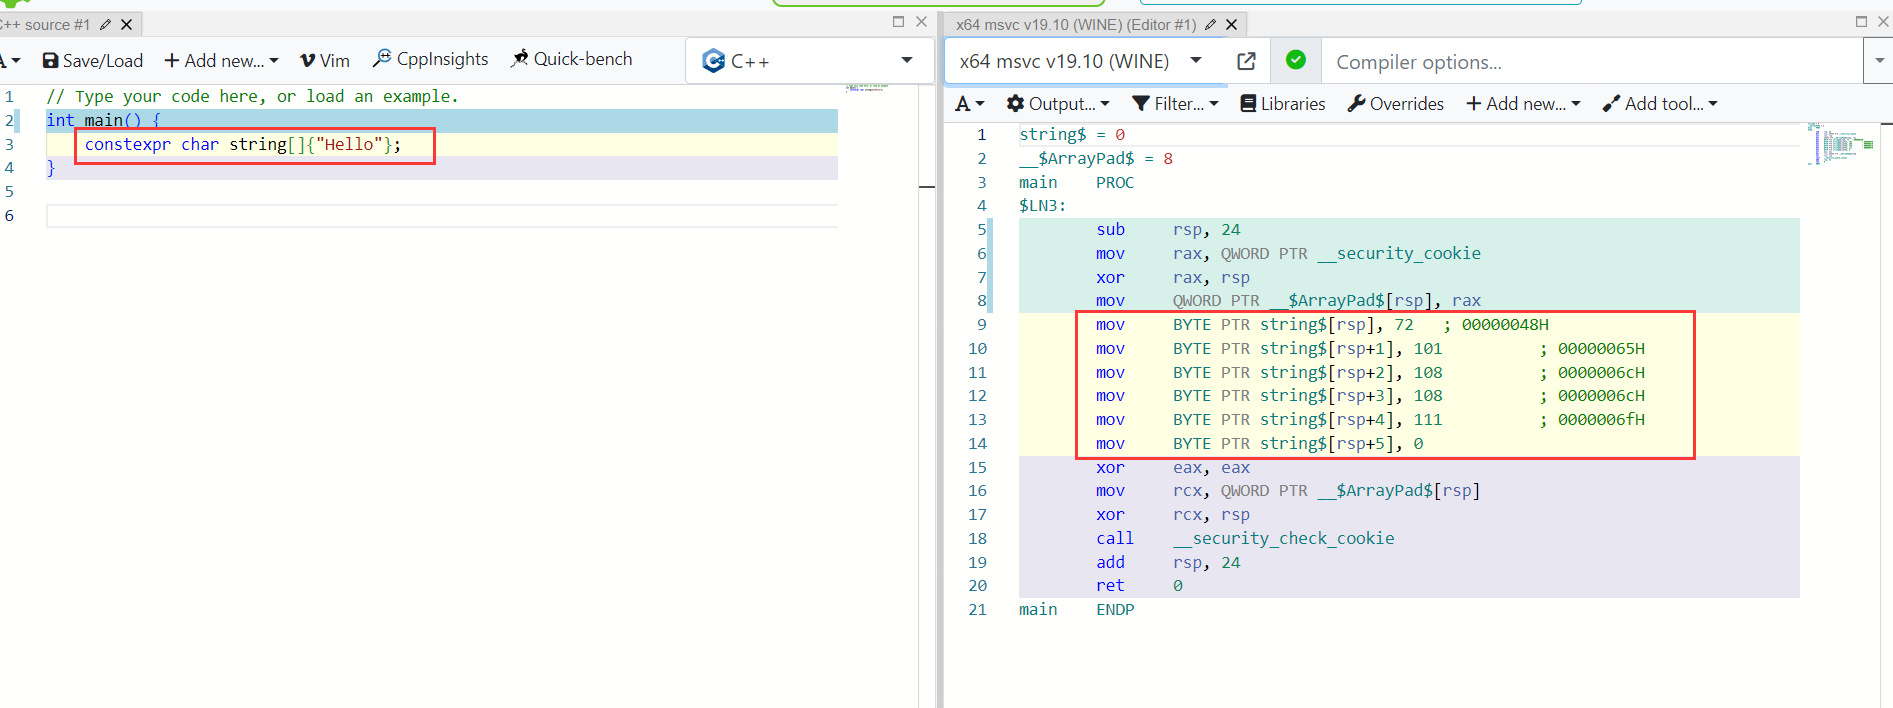 C++ source #1
A Save/Load + Add new... Vim CppInsights Quick-bench C++
1 // Type your code here, or load an example.
2 int main() {
3 constexpr char string[]{"Hello"};
4 }
5
6
x64 msvc v19.10 (WINE) (Editor #1)
x64 msvc v19.10 (WINE) Compiler options...
A Output... Filter... Libraries Overrides + Add new... Add tool...
1 string$ = 0
2 __$ArrayPad$ = 8
3 main PROC
4 $LN3:
5 sub rsp, 24
6 mov rax, QWORD PTR __security_cookie
7 xor rax, rsp
8 mov QWORD PTR __$ArrayPad$[rsp], rax
9 mov BYTE PTR string$[rsp], 72 ; 00000048H
10 mov BYTE PTR string$[rsp+1], 101 ; 00000065H
11 mov BYTE PTR string$[rsp+2], 108 ; 0000006cH
12 mov BYTE PTR string$[rsp+3], 108 ; 0000006cH
13 mov BYTE PTR string$[rsp+4], 111 ; 0000006fH
14 mov BYTE PTR string$[rsp+5], 0
15 xor eax, eax
16 mov rcx, QWORD PTR __$ArrayPad$[rsp]
17 xor rcx, rsp
18 call __security_check_cookie
19 add rsp, 24
20 ret 0
21 main ENDP